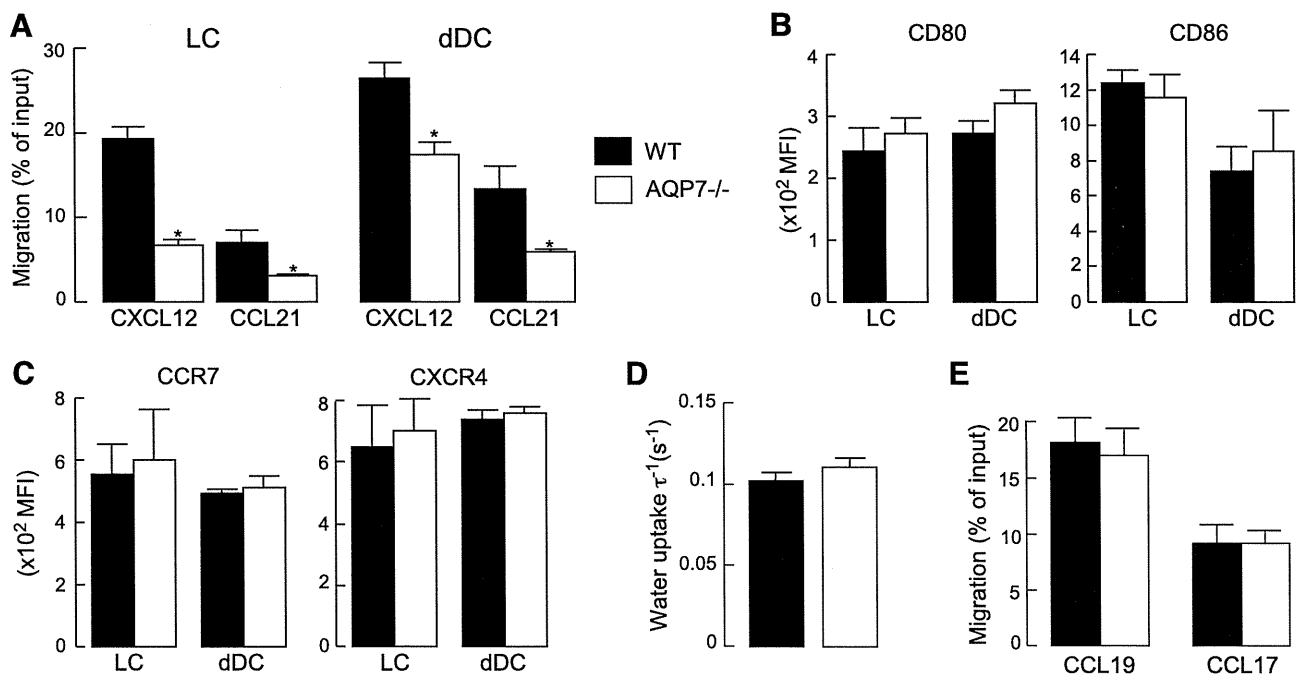 A
LC
dDC
Migration (% of input)
30
20
10
0
*
*
*
*
CXCL12
CCL21
CXCL12
CCL21
WT
AQP7-/-
B
CD80
CD86
(x10² MFI)
4
3
2
1
0
14
12
10
8
6
4
2
0
LC
dDC
LC
dDC
C
CCR7
CXCR4
(x10² MFI)
8
6
4
2
0
8
6
4
2
0
LC
dDC
LC
dDC
D
Water uptake τ⁻¹(s⁻¹)
0.15
0.1
0.05
0
E
Migration (% of input)
20
15
10
5
0
CCL19
CCL17